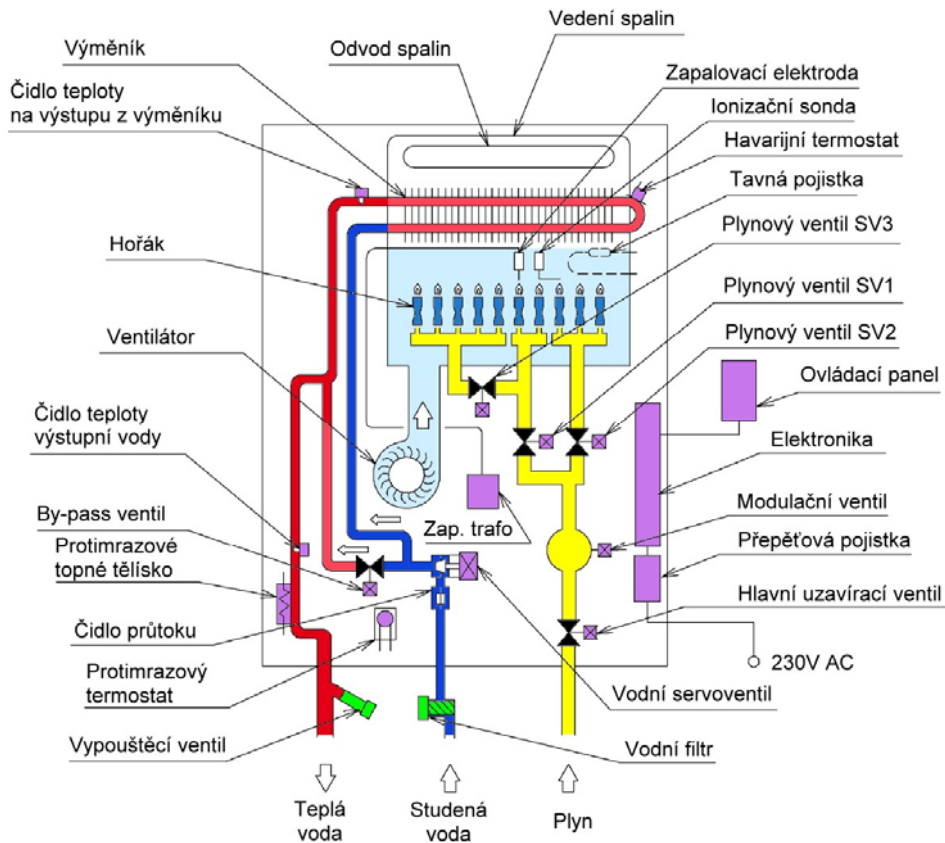 Vedení spalin
Výměník
Odvod spalin
Zapalovací elektroda
Čidlo teploty
na výstupu z výměníku
Ionizační sonda
Havarijní termostat
Tavná pojistka
Plynový ventil SV3
Hořák
Plynový ventil SV1
Ventilátor
Plynový ventil SV2
Ovládací panel
Čidlo teploty
výstupní vody
Elektronika
By-pass ventil
Zap. trafo
Modulační ventil
Protimrazové
topné tělísko
Přepěťová pojistka
Hlavní uzavírací ventil
Čidlo průtoku
230V AC
Protimrazový
termostat
Vodní servoventil
Vypouštěcí ventil
Vodní filtr
Teplá
voda
Studená
voda
Plyn